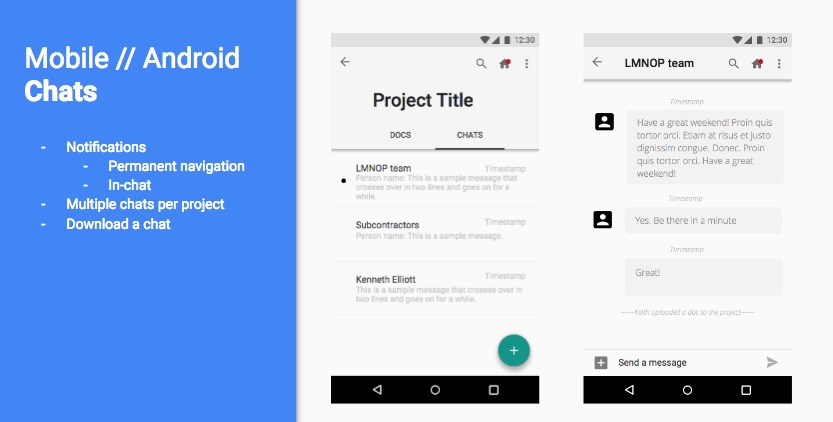 Mobile // Android
Chats
- Notifications
- Permanent navigation
- In-chat
- Multiple chats per project
- Download a chat
12:30
Project Title
DOCS CHATS
LMNOP team Timestamp
Person name: This is a sample message that
crosses over in two lines and goes on for a
while.
Subcontractors Timestamp
Person name: This is a sample message.
Kenneth Elliott Timestamp
This is a sample message that crosses over in
two lines and goes on for a while.
+
12:30
LMNOP team
Timestamp
Have a great weekend! Proin quis
tortor orci. Etiam at risus et justo
dignissim congue. Donec. Proin
quis tortor orci. Have a great
weekend!
Timestamp
Yes. Be there in a minute
Timestamp
Great!
——Keith uploaded a doc to the project——
Send a message